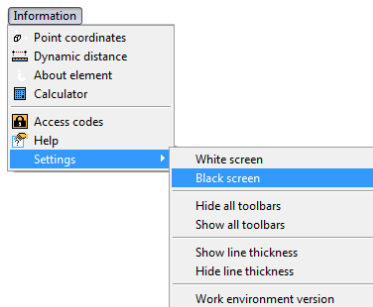 Information
Point coordinates
Dynamic distance
About element
Calculator
Access codes
Help
Settings
White screen
Black screen
Hide all toolbars
Show all toolbars
Show line thickness
Hide line thickness
Work environment version